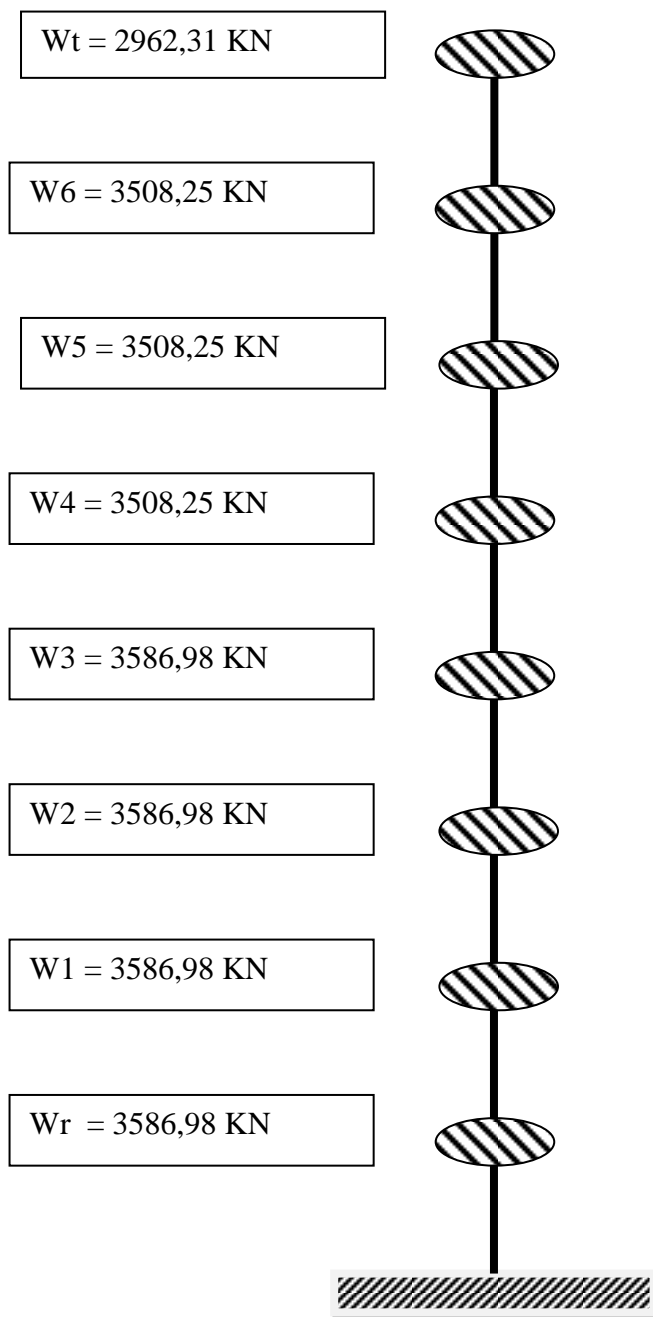 Wt = 2962,31 KN
W6 = 3508,25 KN
W5 = 3508,25 KN
W4 = 3508,25 KN
W3 = 3586,98 KN
W2 = 3586,98 KN
W1 = 3586,98 KN
Wr = 3586,98 KN